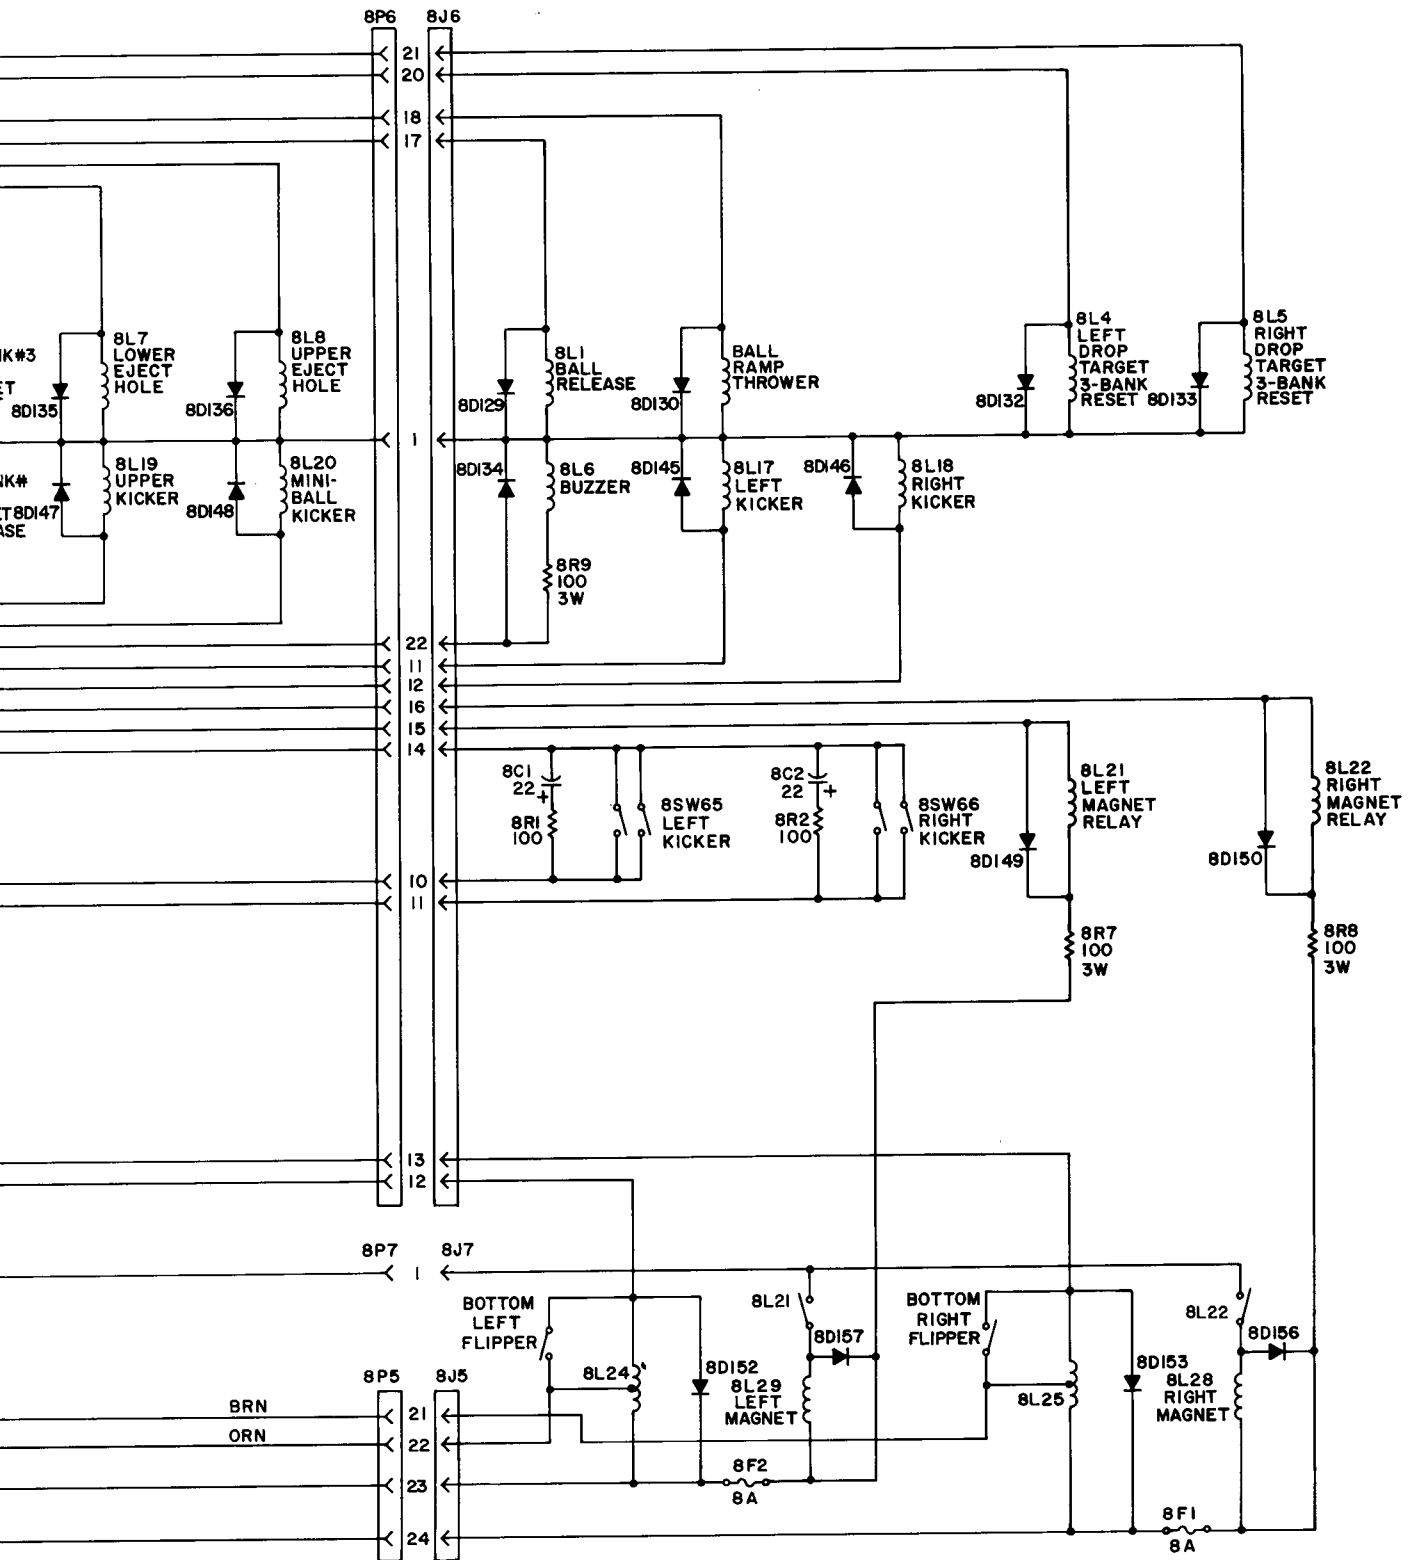 8P6
8J6
21
20
18
17
8L7
LOWER
EJECT
HOLE
8D135
8L8
UPPER
EJECT
HOLE
8D136
8L1
BALL
RELEASE
8D129
BALL
RAMP
THROWER
8D130
8L4
LEFT
DROP
TARGET
3-BANK
RESET
8D132
8L5
RIGHT
DROP
TARGET
3-BANK
RESET
8D133
NK#3
ET
1
NK#
ET
ASE
8D147
8L19
UPPER
KICKER
8D148
8L20
MINI-
BALL
KICKER
8D134
8L6
BUZZER
8R9
100
3W
8D145
8L17
LEFT
KICKER
8D146
8L18
RIGHT
KICKER
22
11
12
16
15
14
8C1
22
+
8R1
100
8SW65
LEFT
KICKER
8C2
22
+
8R2
100
8SW66
RIGHT
KICKER
8L21
LEFT
MAGNET
RELAY
8D149
8L22
RIGHT
MAGNET
RELAY
8D150
10
11
8R7
100
3W
8R8
100
3W
13
12
8P7
8J7
1
BOTTOM
LEFT
FLIPPER
8L24
8D152
8L21
8D157
8L29
LEFT
MAGNET
BOTTOM
RIGHT
FLIPPER
8L25
8D153
8L22
8D156
8L28
RIGHT
MAGNET
8P5
8J5
BRN
21
ORN
22
23
8F2
8A
24
8F1
8A